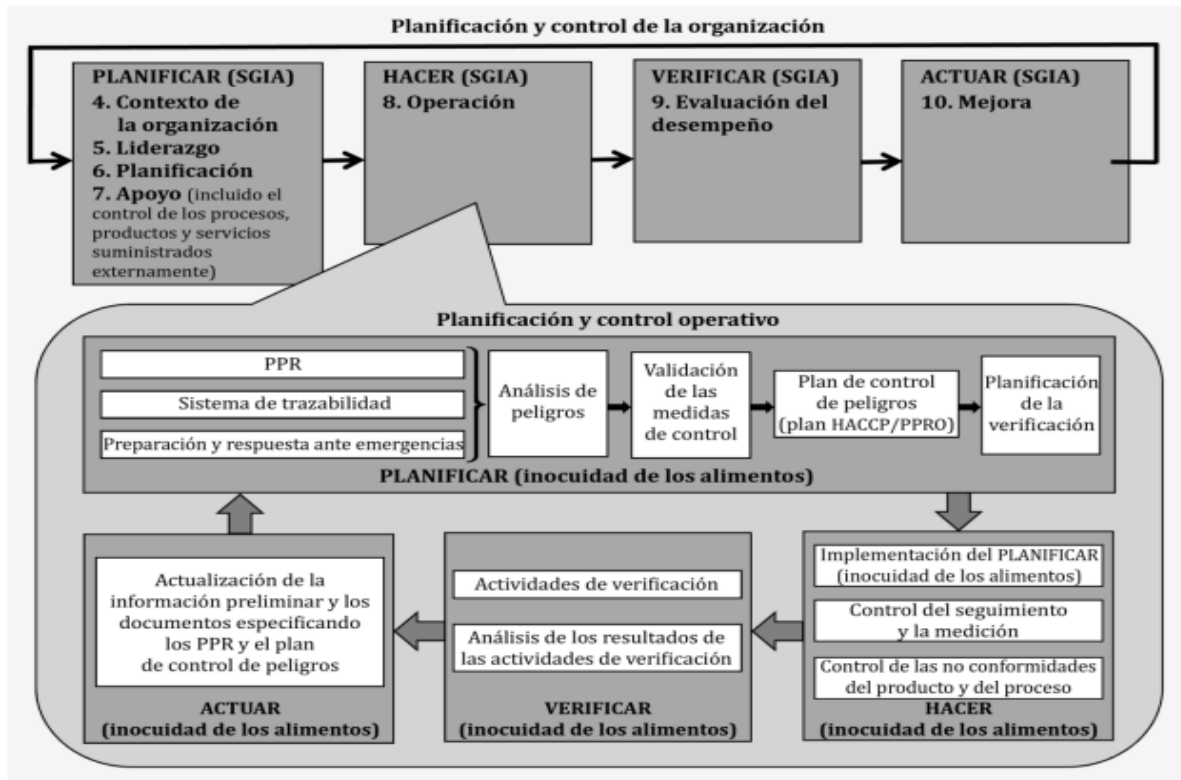 Planificación y control de la organización
PLANIFICAR (SGIA)
4. Contexto de
la organización
5. Liderazgo
6. Planificación
7. Apoyo (incluido el
control de los procesos,
productos y servicios
suministrados
externamente)
HACER (SGIA)
8. Operación
VERIFICAR (SGIA)
9. Evaluación del
desempeño
ACTUAR (SGIA)
10. Mejora
Planificación y control operativo
PPR
Sistema de trazabilidad
Preparación y respuesta ante emergencias
Análisis de
peligros
Validación
de las
medidas
de control
Plan de control
de peligros
(plan HACCP/PPRO)
Planificación
de la
verificación
PLANIFICAR (inocuidad de los alimentos)
Actualización de la
información preliminar y los
documentos especificando
los PPR y el plan
de control de peligros
ACTUAR
(inocuidad de los alimentos)
Actividades de verificación
Análisis de los resultados de
las actividades de verificación
VERIFICAR
(inocuidad de los alimentos)
Implementación del PLANIFICAR
(inocuidad de los alimentos)
Control del seguimiento
y la medición
Control de las no conformidades
del producto y del proceso
HACER
(inocuidad de los alimentos)